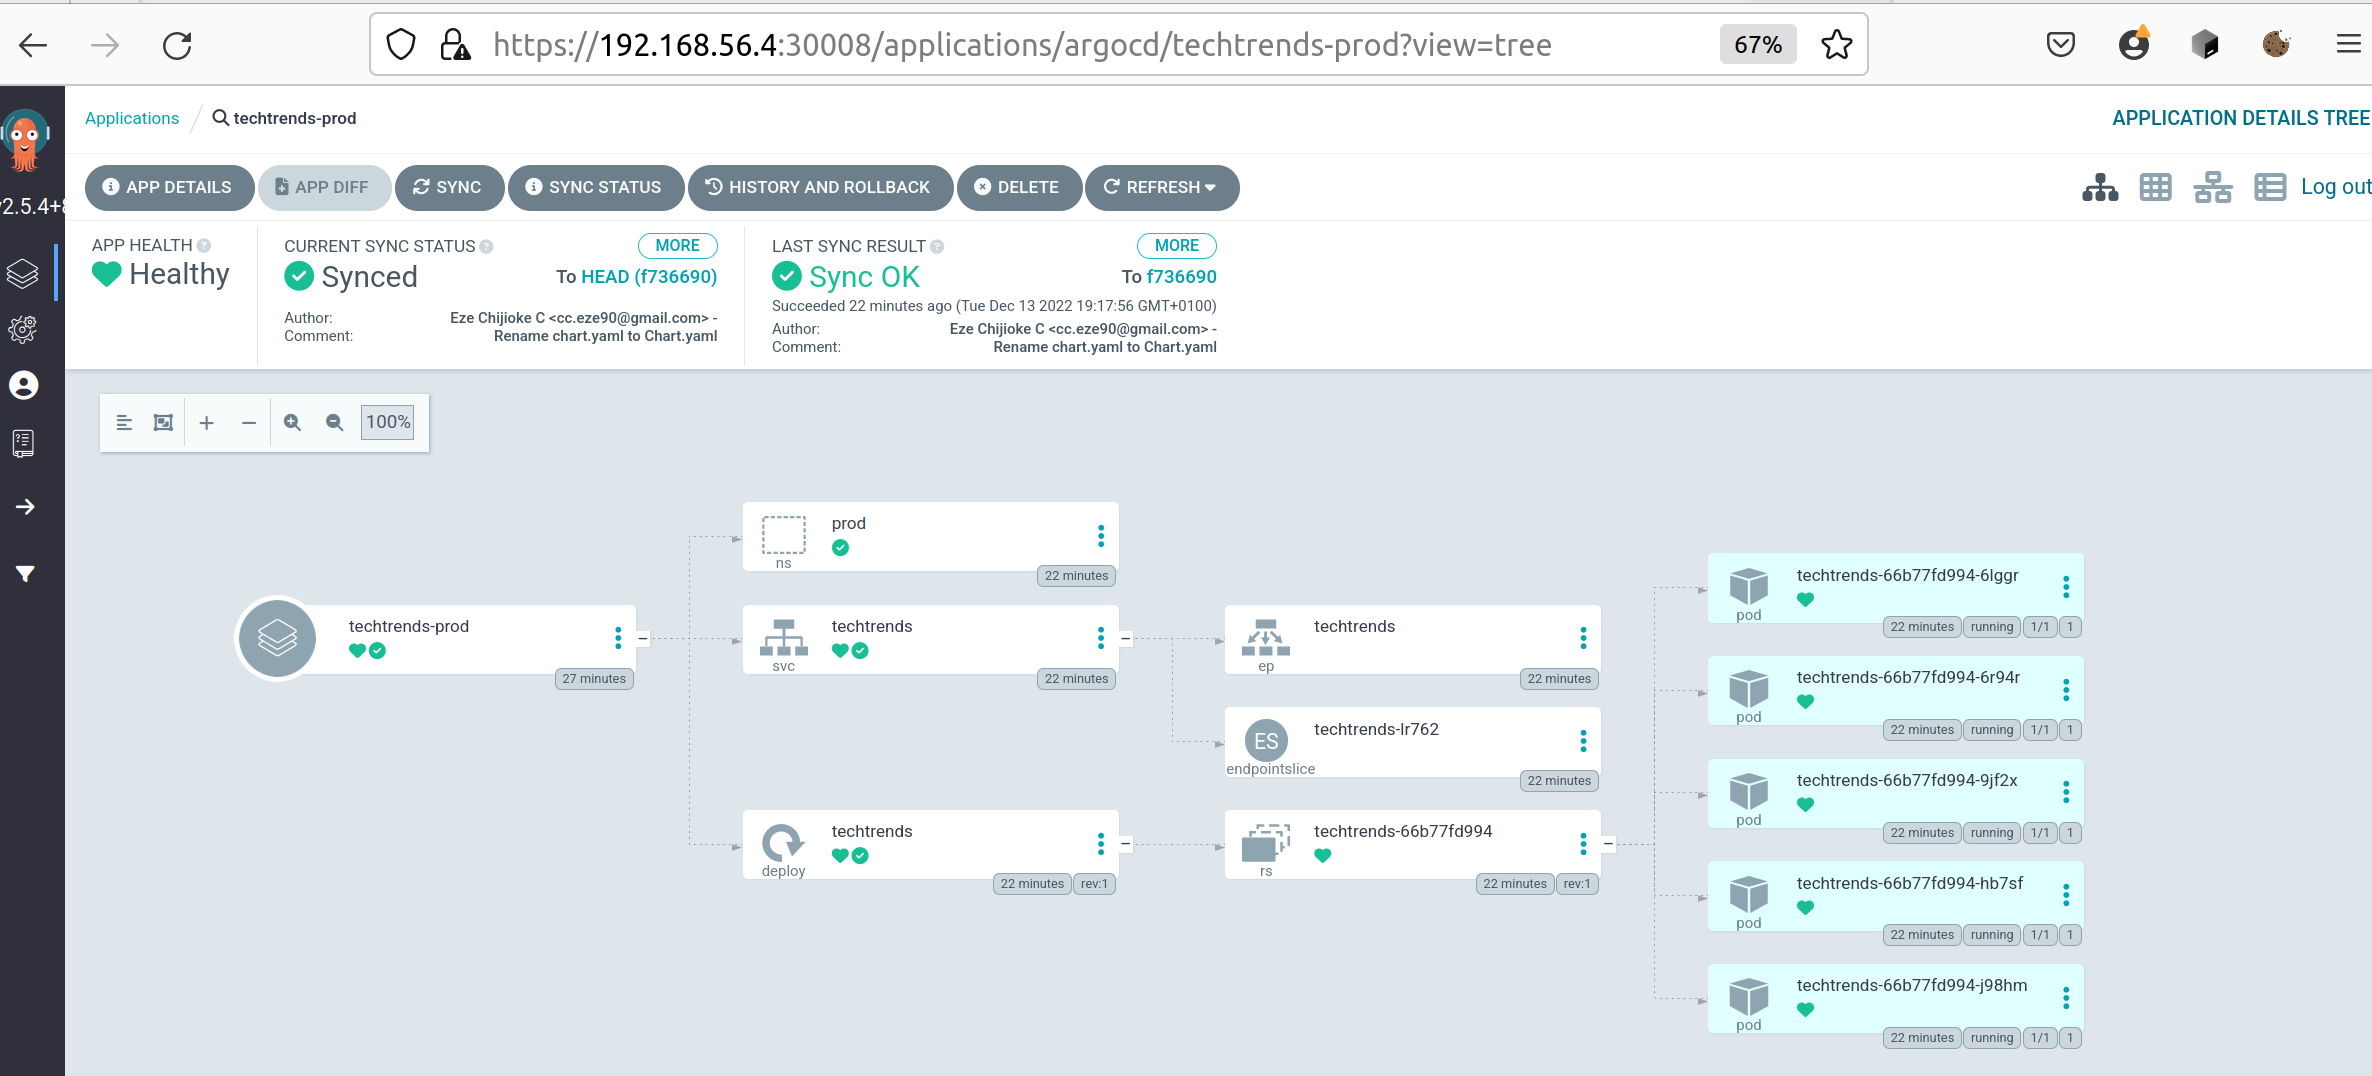 https://192.168.56.4:30008/applications/argocd/techtrends-prod?view=tree
67%
Applications
techtrends-prod
APPLICATION DETAILS TREE
v2.5.4+8
APP DETAILS
APP DIFF
SYNC
SYNC STATUS
HISTORY AND ROLLBACK
DELETE
REFRESH
Log out
APP HEALTH
Healthy
CURRENT SYNC STATUS
MORE
Synced
To HEAD (f736690)
Author: Eze Chijioke C <cc.eze90@gmail.com> -
Comment: Rename chart.yaml to Chart.yaml
LAST SYNC RESULT
MORE
Sync OK
To f736690
Succeeded 22 minutes ago (Tue Dec 13 2022 19:17:56 GMT+0100)
Author: Eze Chijioke C <cc.eze90@gmail.com> -
Comment: Rename chart.yaml to Chart.yaml
100%
techtrends-prod
27 minutes
prod
ns
22 minutes
techtrends
svc
22 minutes
techtrends
deploy
22 minutes rev:1
techtrends
ep
22 minutes
ES
techtrends-lr762
endpointslice
22 minutes
techtrends-66b77fd994
rs
22 minutes rev:1
techtrends-66b77fd994-6lggr
pod
22 minutes running 1/1 1
techtrends-66b77fd994-6r94r
pod
22 minutes running 1/1 1
techtrends-66b77fd994-9jf2x
pod
22 minutes running 1/1 1
techtrends-66b77fd994-hb7sf
pod
22 minutes running 1/1 1
techtrends-66b77fd994-j98hm
pod
22 minutes running 1/1 1